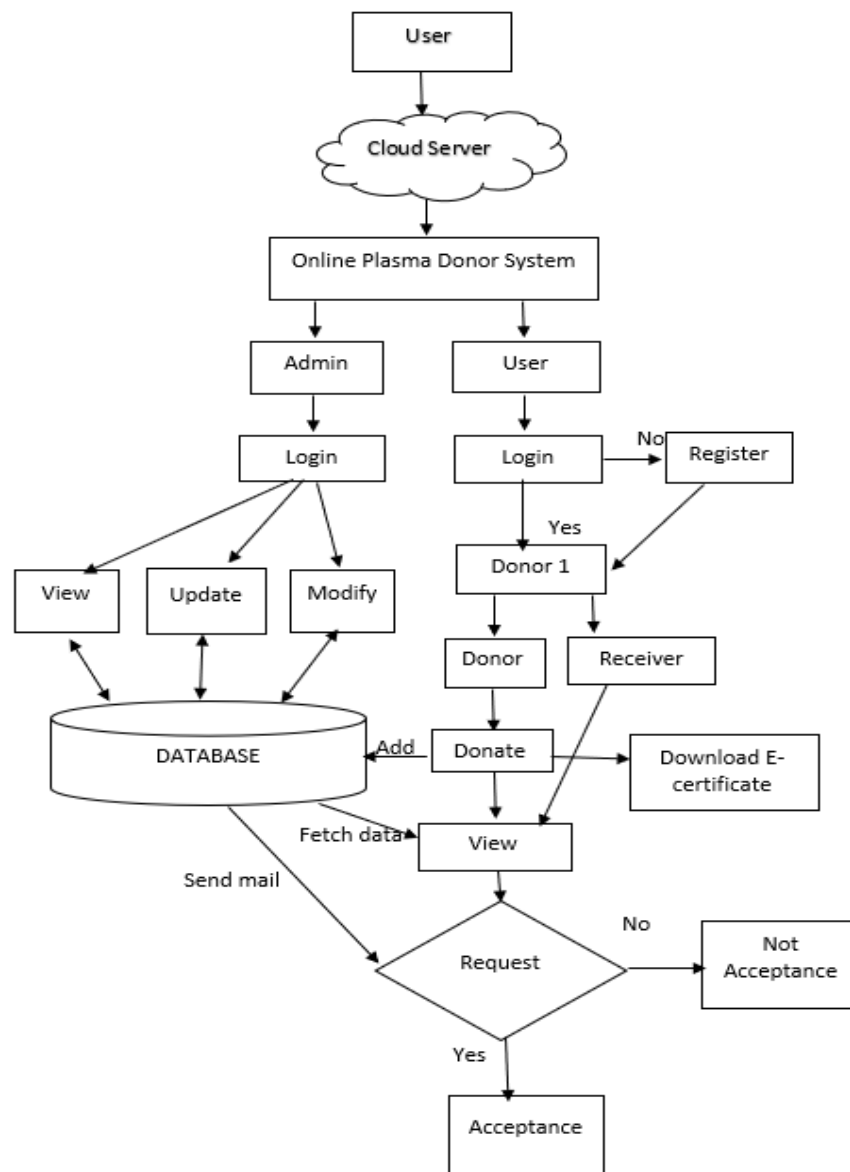 User
Cloud Server
Online Plasma Donor System
Admin
User
Login
Login
No
Register
Yes
View
Update
Modify
Donor 1
Donor
Receiver
DATABASE
Add
Donate
Download E-
certificate
Fetch data
View
Send mail
Request
No
Not
Acceptance
Yes
Acceptance